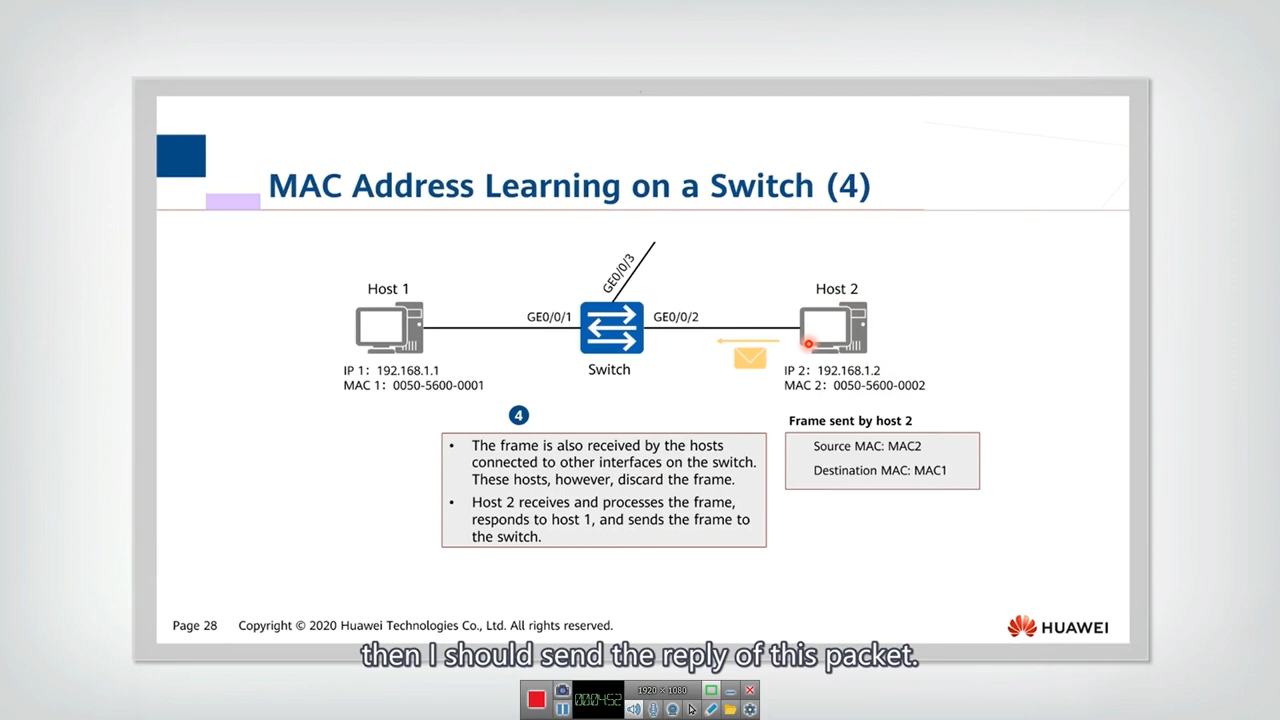 MAC Address Learning on a Switch (4)
GE0/0/3
Host 1
Host 2
GE0/0/1
GE0/0/2
Switch
IP 1: 192.168.1.1
MAC 1: 0050-5600-0001
IP 2: 192.168.1.2
MAC 2: 0050-5600-0002
4
• The frame is also received by the hosts
connected to other interfaces on the switch.
These hosts, however, discard the frame.
• Host 2 receives and processes the frame,
responds to host 1, and sends the frame to
the switch.
Frame sent by host 2
Source MAC: MAC2
Destination MAC: MAC1
Page 28 Copyright © 2020 Huawei Technologies Co., Ltd. All rights reserved.
HUAWEI
then I should send the reply of this packet.
1920 × 1080